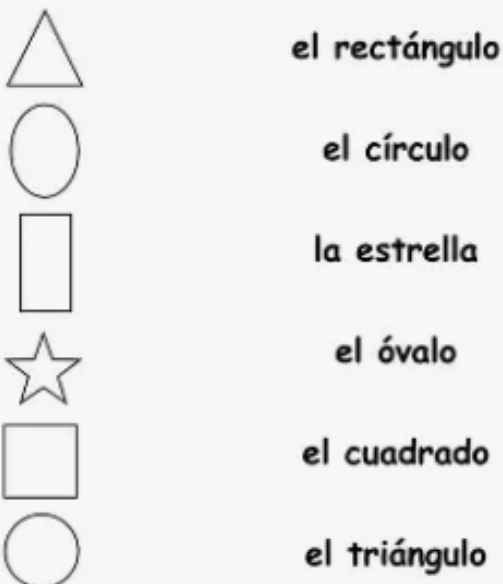 el rectángulo
el círculo
la estrella
el óvalo
el cuadrado
el triángulo